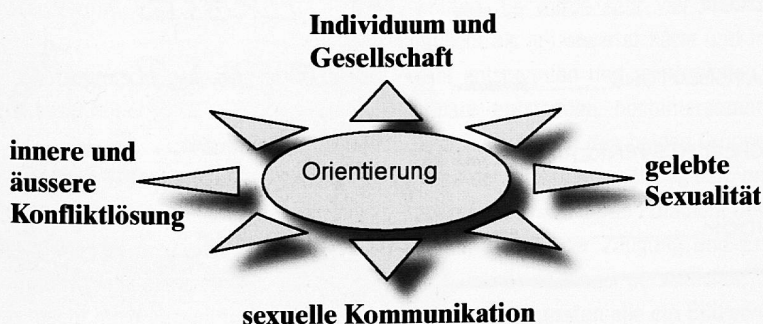 Individuum und
Gesellschaft
innere und
äussere
Konfliktlösung
Orientierung
gelebte
Sexualität
sexuelle Kommunikation